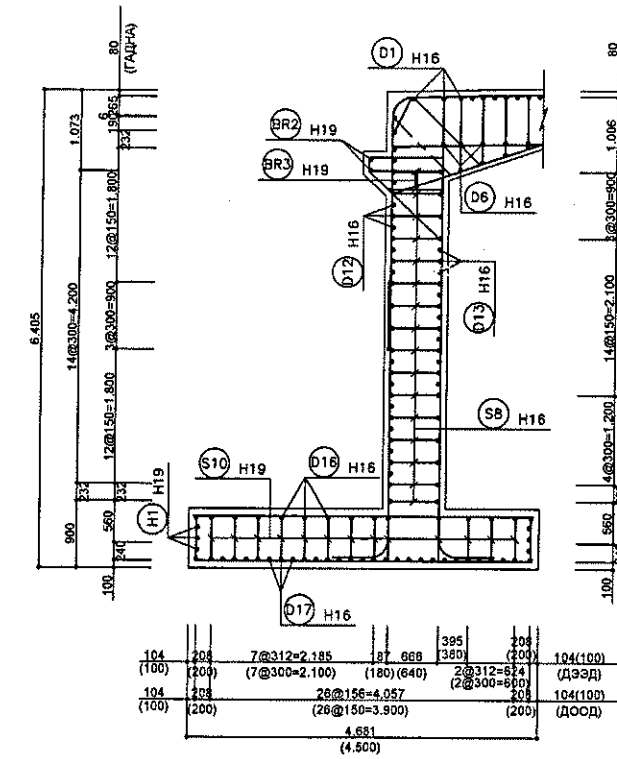 80
(ГАДНА)
80
D1 H16
BR2 H19
BR3 H19
D6 H16
H16
D12
H16
D13
S8 H16
S10 H19
D16 H16
H19
H1
D17 H16
6.405
1.073
14@300=4.200
232
900
265
190
6
232
12@150=1.800
3@300=900
12@150=1.800
232
560
240
100
1.006
3@300=900
14@150=2.100
4@300=1.200
232
560
100
395
(380)
104 208 7@312=2.185 87 666 208 104(100)
(100) (200) (7@300=2.100) (180) (640) (200) (ДЭЭД)
2@312=624
(2@300=600)
104 208 26@156=4.057 208 104(100)
(100) (200) (26@150=3.900) (200) (ДООД)
4.681
(4.500)